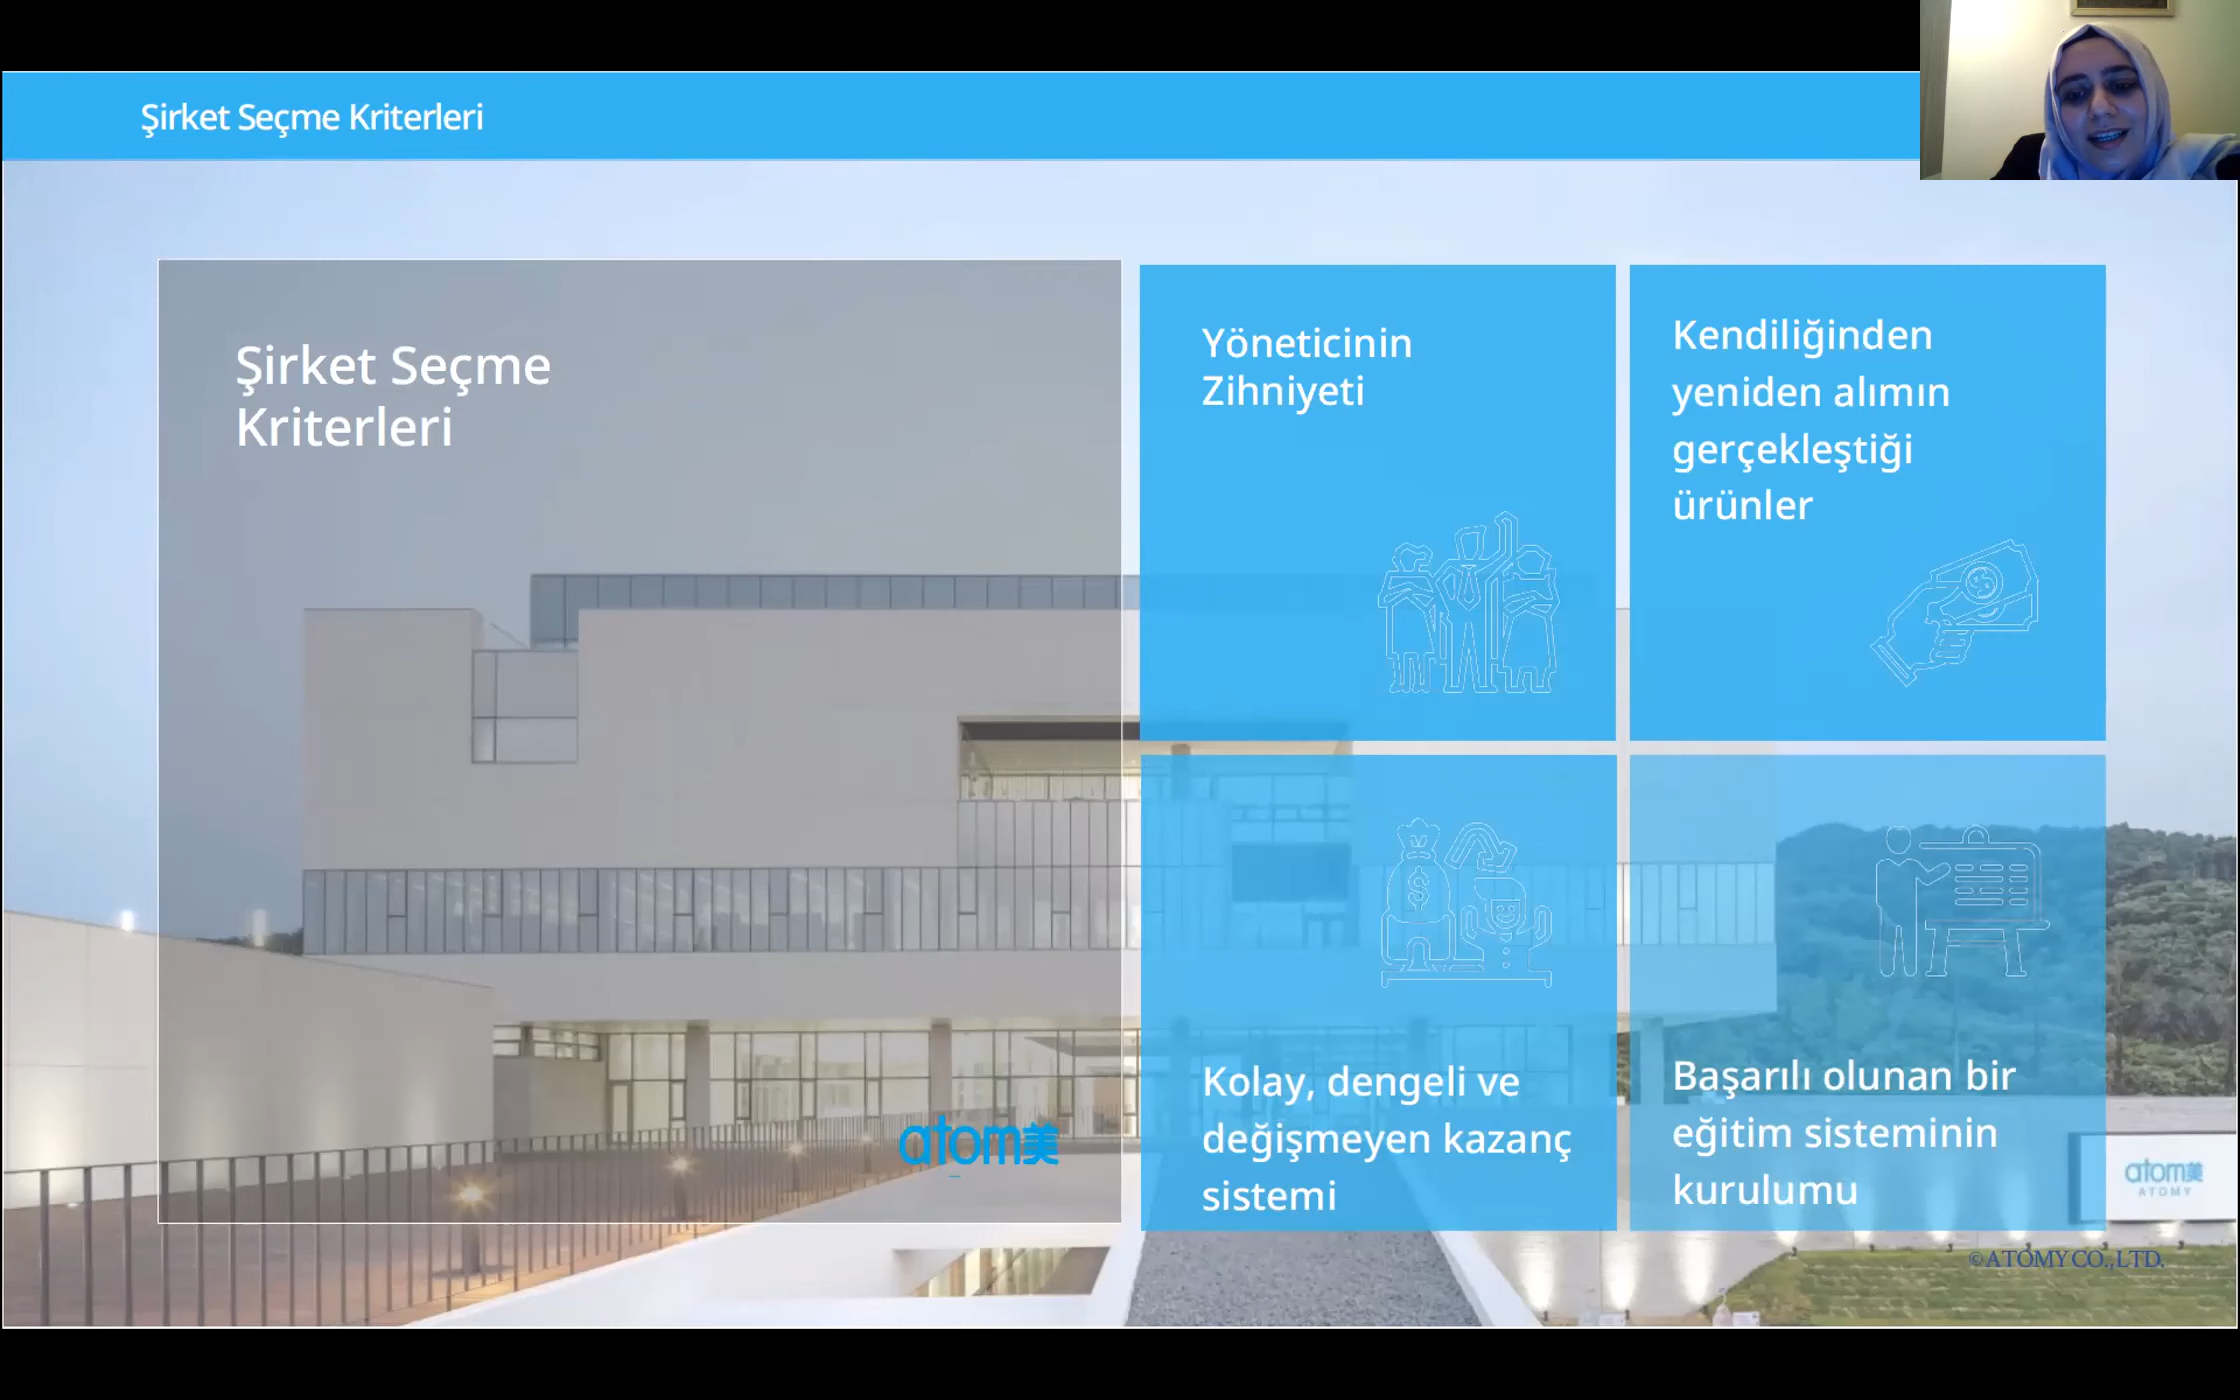 Şirket Seçme Kriterleri
Şirket Seçme
Kriterleri
Yöneticinin
Zihniyeti
Kendiliğinden
yeniden alımın
gerçekleştiği
ürünler
Kolay, dengeli ve
değişmeyen kazanç
sistemi
Başarılı olunan bir
eğitim sisteminin
kurulumu
atom美
atom美
ATOMY
©ATOMY CO.,LTD.